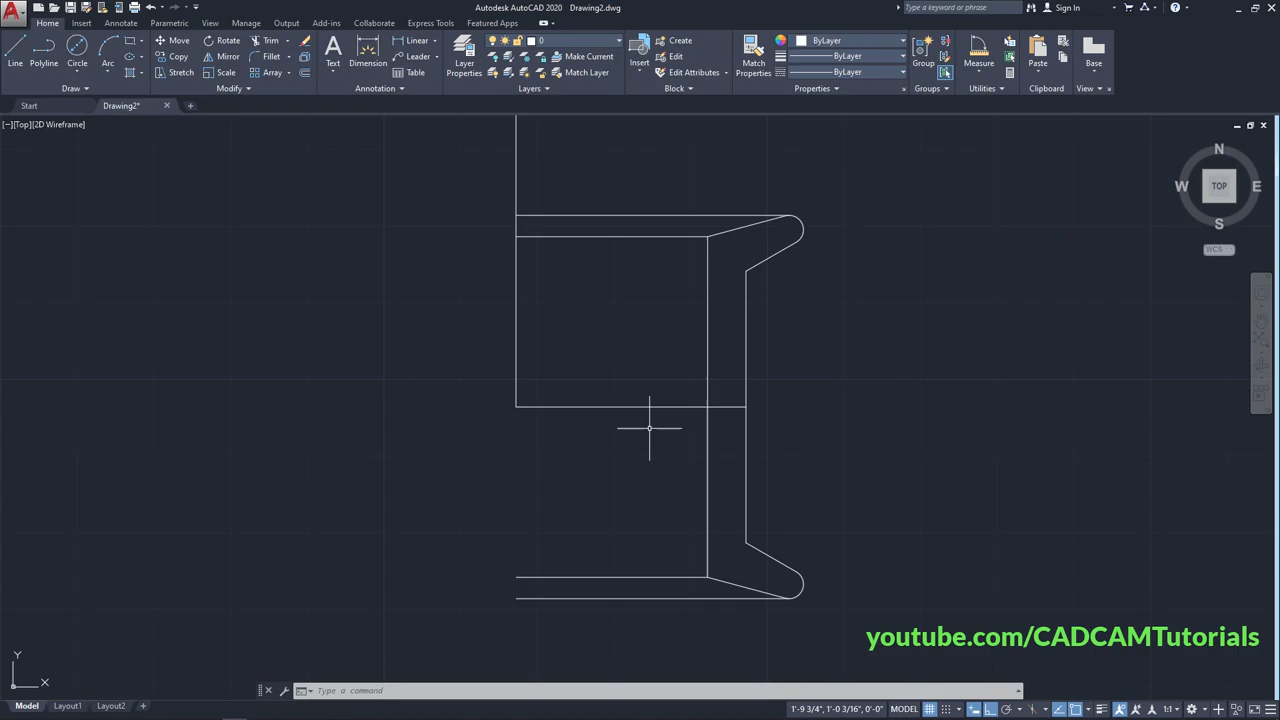 Autodesk AutoCAD 2020 Drawing2.dwg
Type a keyword or phrase
Sign In
Home Insert Annotate Parametric View Manage Output Add-ins Collaborate Express Tools Featured Apps
Line Polyline Circle Arc
Move Rotate Trim
Copy Mirror Fillet
Stretch Scale Array
Text Dimension
Linear
Leader
Table
Layer Properties
0
Make Current
Match Layer
Insert
Create
Edit
Edit Attributes
Match Properties
ByLayer
ByLayer
ByLayer
Group Measure Paste Base
Draw Modify Annotation Layers Block Properties Groups Utilities Clipboard View
Start Drawing2*
[−][Top][2D Wireframe]
N
W TOP E
S
WCS
youtube.com/CADCAMTutorials
Y
X
Type a command
Model Layout1 Layout2
1'-9 3/4", 1'-0 3/16", 0'-0" MODEL 1:1